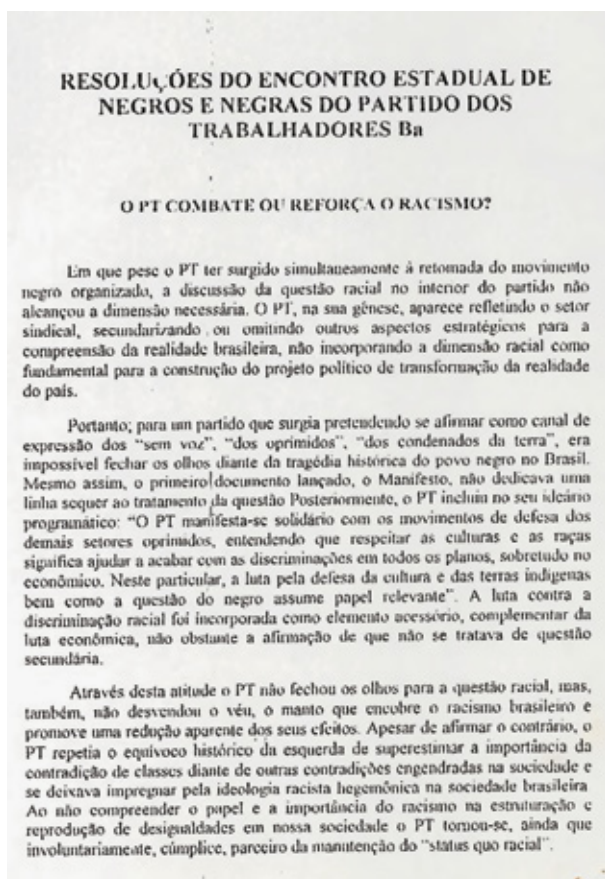 RESOLUÇÕES DO ENCONTRO ESTADUAL DE
NEGROS E NEGRAS DO PARTIDO DOS
TRABALHADORES Ba
O PT COMBATE OU REFORÇA O RACISMO?
Em que pese o PT ter surgido simultaneamente à retomada do movimento
negro organizado, a discussão da questão racial no interior do partido não
alcançou a dimensão necessária. O PT, na sua gênese, aparece refletindo o setor
sindical, secundarizando ou omitindo outros aspectos estratégicos para a
compreensão da realidade brasileira, não incorporando a dimensão racial como
fundamental para a construção do projeto político de transformação da realidade
do país.
Portanto; para um partido que surgia pretendendo se afirmar como canal de
expressão dos "sem voz", "dos oprimidos", "dos condenados da terra", era
impossível fechar os olhos diante da tragédia histórica do povo negro no Brasil.
Mesmo assim, o primeiro documento lançado, o Manifesto, não dedicava uma
linha sequer ao tratamento da questão Posteriormente, o PT incluiu no seu ideário
programático: "O PT manifesta-se solidário com os movimentos de defesa dos
demais setores oprimidos, entendendo que respeitar as culturas e as raças
significa ajudar a acabar com as discriminações em todos os planos, sobretudo no
econômico. Neste particular, a luta pela defesa da cultura e das terras indígenas
bem como a questão do negro assume papel relevante". A luta contra a
discriminação racial foi incorporada como elemento acessório, complementar da
luta econômica, não obstante a afirmação de que não se tratava de questão
secundária.
Através desta atitude o PT não fechou os olhos para a questão racial, mas,
também, não desvendou o véu, o manto que encobre o racismo brasileiro e
promove uma redução aparente dos seus efeitos. Apesar de afirmar o contrário, o
PT repetia o equívoco histórico da esquerda de superestimar a importância da
contradição de classes diante de outras contradições engendradas na sociedade e
se deixava impregnar pela ideologia racista hegemônica na sociedade brasileira
Ao não compreender o papel e a importância do racismo na estruturação e
reprodução de desigualdades em nossa sociedade o PT tornou-se, ainda que
involuntariamente, cúmplice, parceiro da manutenção do "status quo racial".